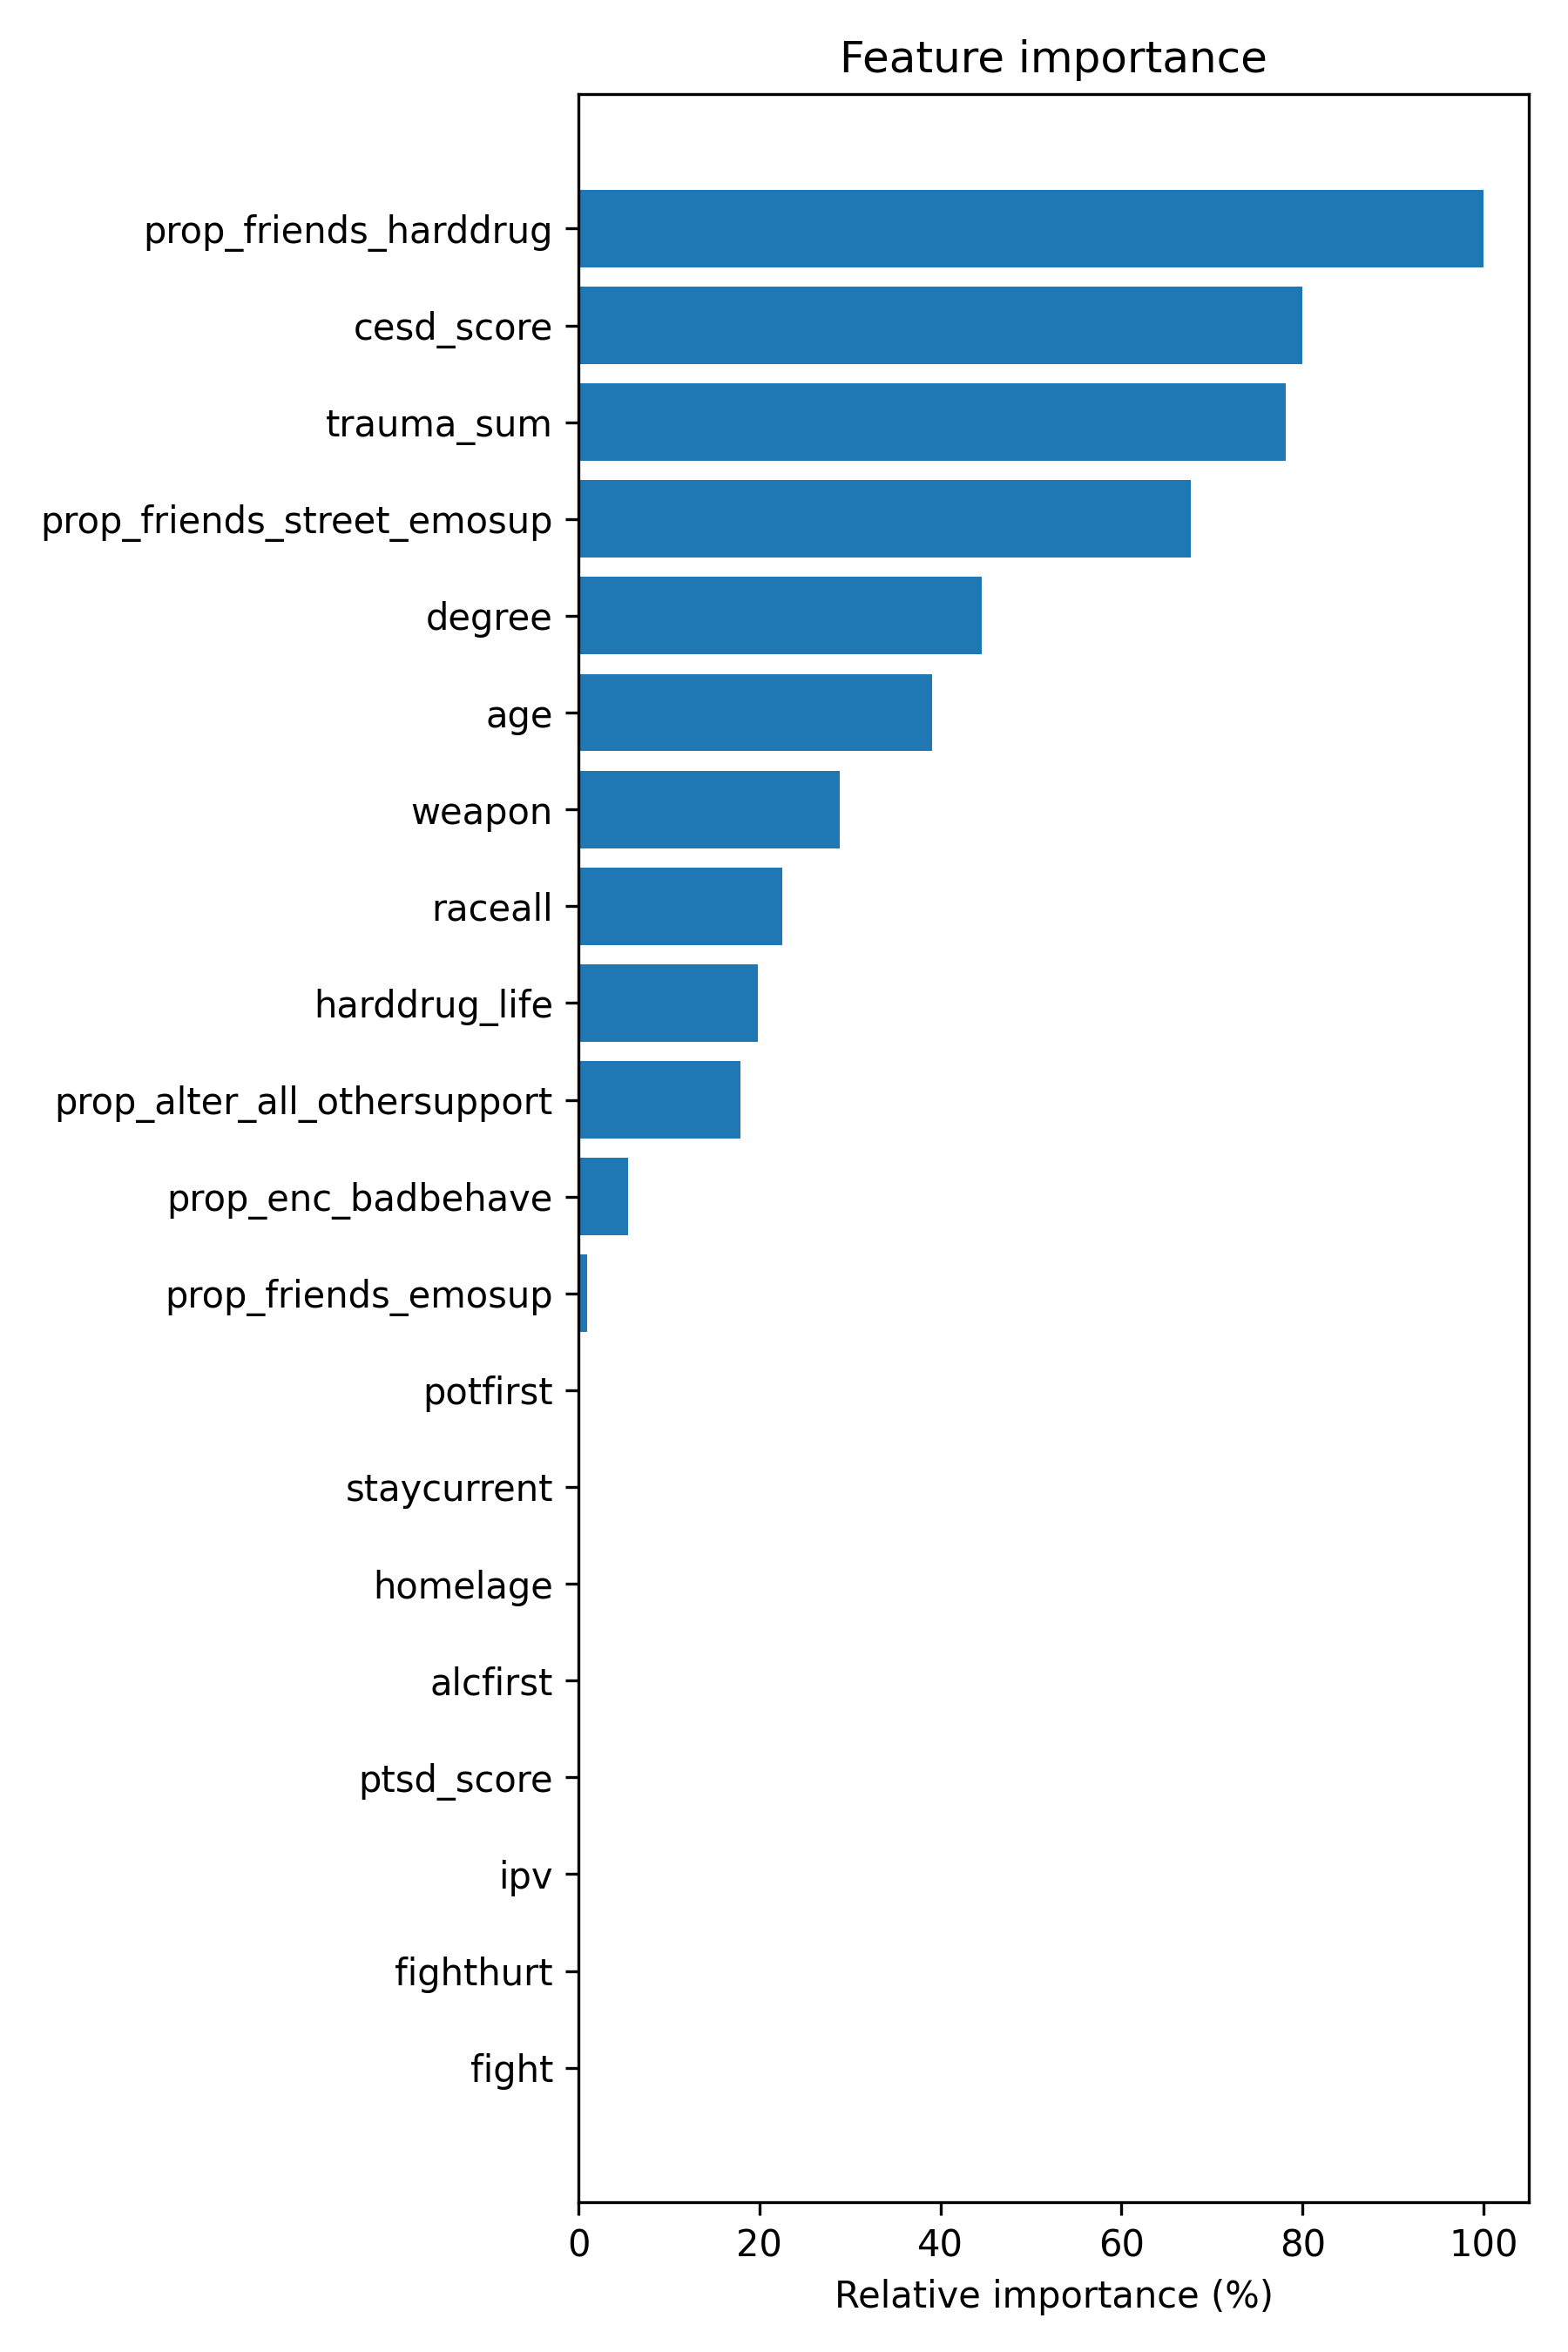 Feature importance
prop_friends_harddrug
cesd_score
trauma_sum
prop_friends_street_emosup
degree
age
weapon
raceall
harddrug_life
prop_alter_all_othersupport
prop_enc_badbehave
prop_friends_emosup
potfirst
staycurrent
homelage
alcfirst
ptsd_score
ipv
fighthurt
fight
0 20 40 60 80 100
Relative importance (%)